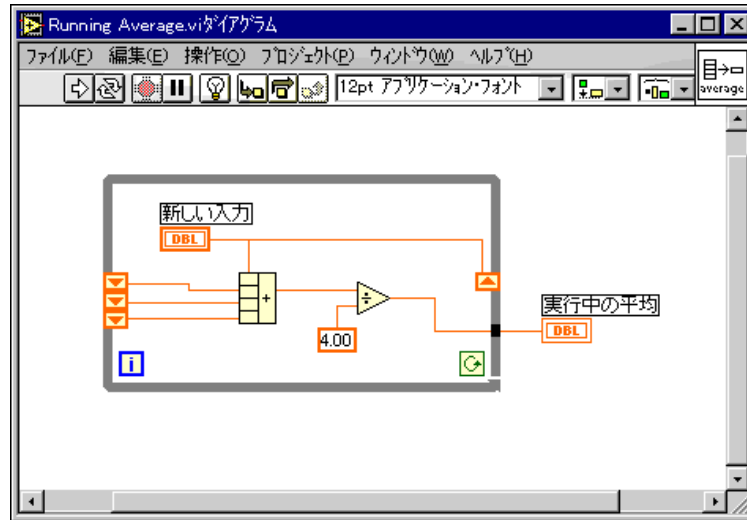 Running Average.viﾀﾞｲｱｸﾞﾗﾑ
ﾌｧｲﾙ(F) 編集(E) 操作(O) ﾌﾟﾛｼﾞｪｸﾄ(P) ｳｨﾝﾄﾞｳ(W) ﾍﾙﾌﾟ(H)
12pt ｱﾌﾟﾘｹｰｼｮﾝ･ﾌｫﾝﾄ
average
新しい入力
DBL
+
÷
4.00
i
実行中の平均
DBL